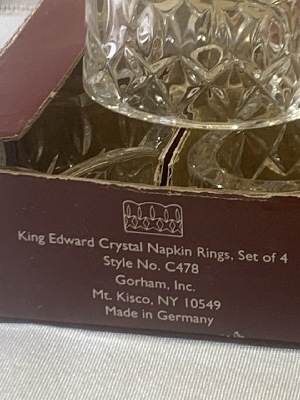 King Edward Crystal Napkin Rings, Set of 4
Style No. C478
Gorham, Inc.
Mt. Kisco, NY 10549
Made in Germany